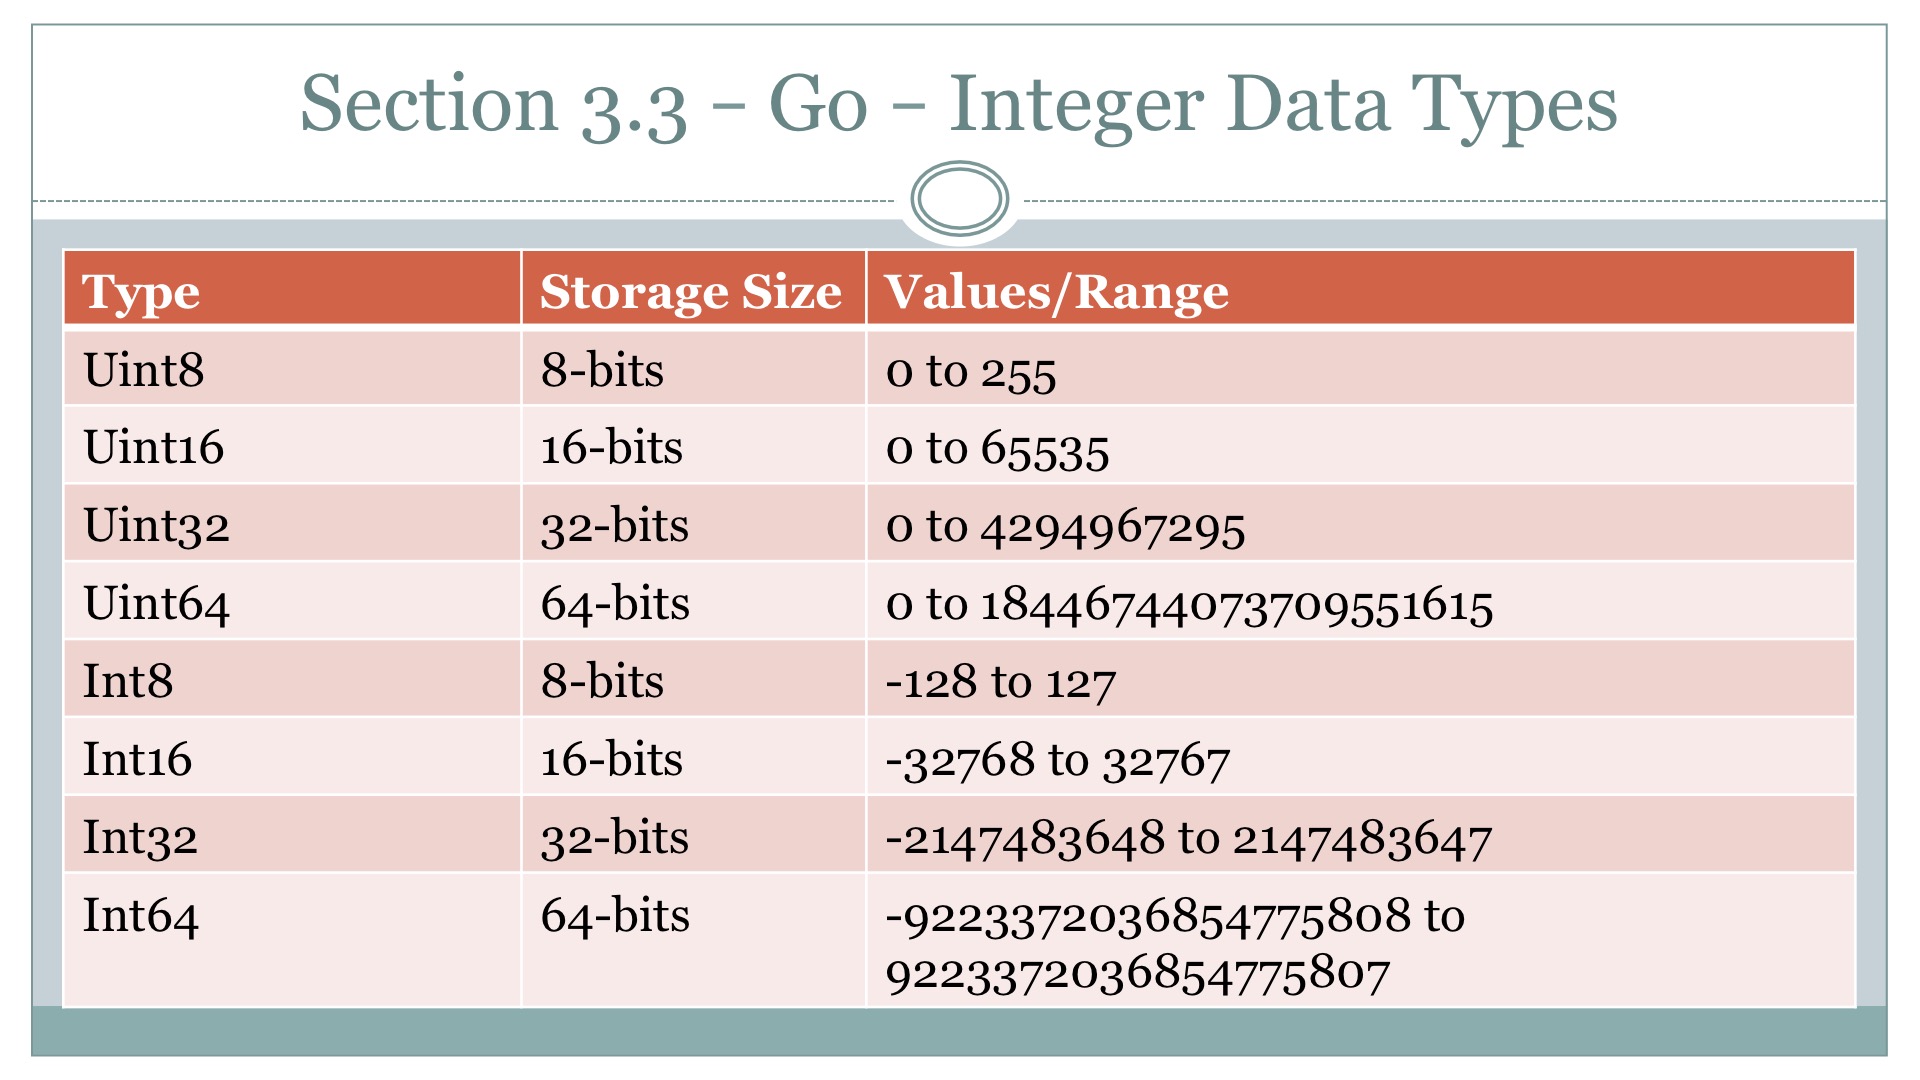 Section 3.3 – Go – Integer Data Types
Type Storage Size Values/Range
Uint8 8-bits 0 to 255
Uint16 16-bits 0 to 65535
Uint32 32-bits 0 to 4294967295
Uint64 64-bits 0 to 18446744073709551615
Int8 8-bits -128 to 127
Int16 16-bits -32768 to 32767
Int32 32-bits -2147483648 to 2147483647
Int64 64-bits -9223372036854775808 to
9223372036854775807